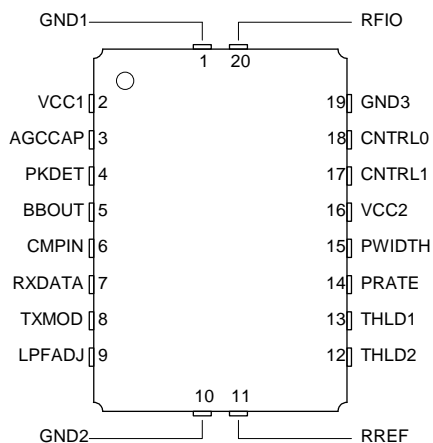 GND1 RFIO
1 20
VCC1 2 19 GND3
AGCCAP 3 18 CNTRL0
PKDET 4 17 CNTRL1
BBOUT 5 16 VCC2
CMPIN 6 15 PWIDTH
RXDATA 7 14 PRATE
TXMOD 8 13 THLD1
LPFADJ 9 12 THLD2
10 11
GND2 RREF